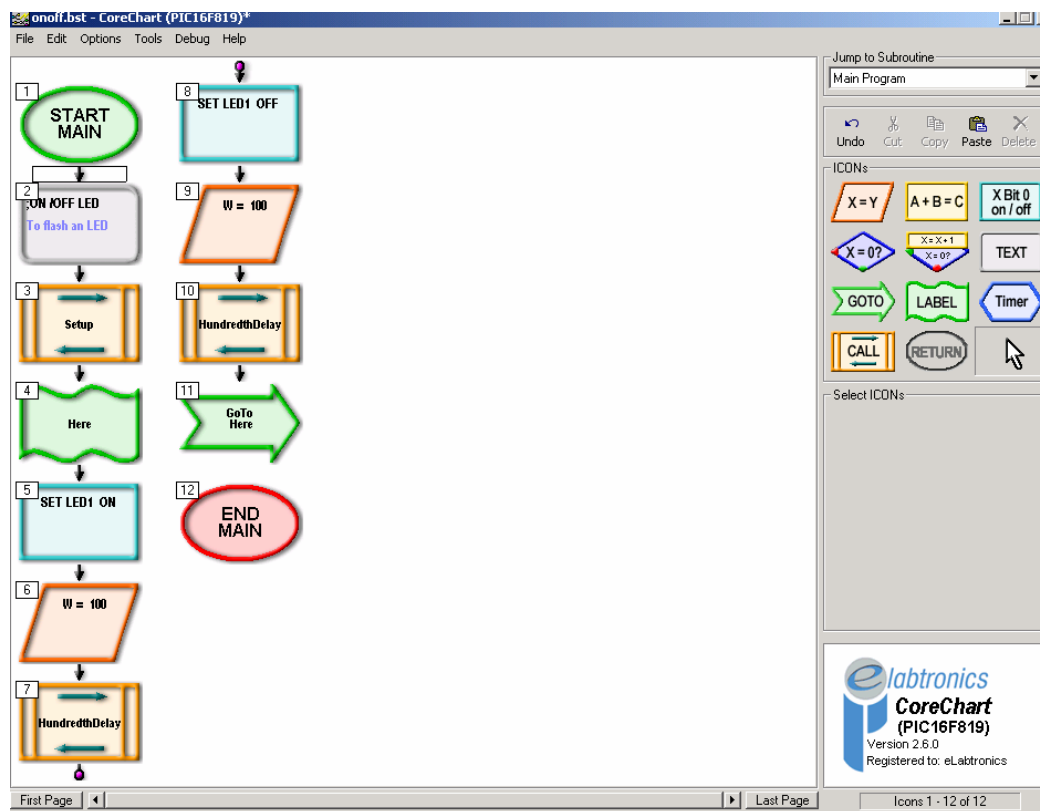 onoff.bst - CoreChart (PIC16F819)*
File Edit Options Tools Debug Help
1
START
MAIN
2
;ON /OFF LED
To flash an LED
3
Setup
4
Here
5
SET LED1 ON
6
W = 100
7
HundredthDelay
8
SET LED1 OFF
9
W = 100
10
HundredthDelay
11
GoTo
Here
12
END
MAIN
Jump to Subroutine
Main Program
Undo Cut Copy Paste Delete
ICONs
X = Y
A + B = C
X Bit 0
on / off
X = 0?
X = X + 1
X = 0?
TEXT
GOTO
LABEL
Timer
CALL
RETURN
Select ICONs
elabtronics
CoreChart
(PIC16F819)
Version 2.6.0
Registered to: eLabtronics
First Page
Last Page
Icons 1 - 12 of 12